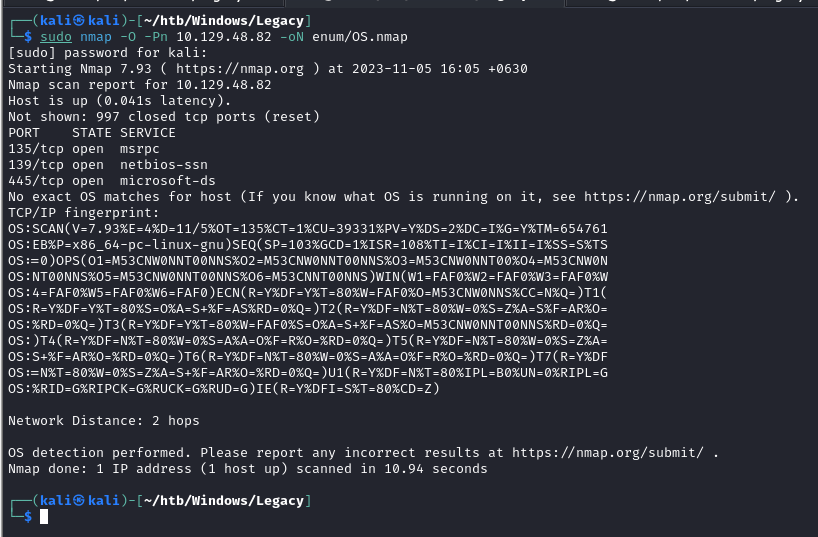 ┌──(kali㉿kali)-[~/htb/Windows/Legacy]
└─$ sudo nmap -O -Pn 10.129.48.82 -oN enum/OS.nmap
[sudo] password for kali:
Starting Nmap 7.93 ( https://nmap.org ) at 2023-11-05 16:05 +0630
Nmap scan report for 10.129.48.82
Host is up (0.041s latency).
Not shown: 997 closed tcp ports (reset)
PORT    STATE SERVICE
135/tcp open  msrpc
139/tcp open  netbios-ssn
445/tcp open  microsoft-ds
No exact OS matches for host (If you know what OS is running on it, see https://nmap.org/submit/ ).
TCP/IP fingerprint:
OS:SCAN(V=7.93%E=4%D=11/5%OT=135%CT=1%CU=39331%PV=Y%DS=2%DC=I%G=Y%TM=654761
OS:EB%P=x86_64-pc-linux-gnu)SEQ(SP=103%GCD=1%ISR=108%TI=I%CI=I%II=I%SS=S%TS
OS:=0)OPS(O1=M53CNW0NNT00NNS%O2=M53CNW0NNT00NNS%O3=M53CNW0NNT00%O4=M53CNW0N
OS:NT00NNS%O5=M53CNW0NNT00NNS%O6=M53CNNT00NNS)WIN(W1=FAF0%W2=FAF0%W3=FAF0%W
OS:4=FAF0%W5=FAF0%W6=FAF0)ECN(R=Y%DF=Y%T=80%W=FAF0%O=M53CNW0NNS%CC=N%Q=)T1(
OS:R=Y%DF=Y%T=80%S=O%A=S+%F=AS%RD=0%Q=)T2(R=Y%DF=N%T=80%W=0%S=Z%A=S%F=AR%O=
OS:%RD=0%Q=)T3(R=Y%DF=Y%T=80%W=FAF0%S=O%A=S+%F=AS%O=M53CNW0NNT00NNS%RD=0%Q=
OS:)T4(R=Y%DF=N%T=80%W=0%S=A%A=O%F=R%O=%RD=0%Q=)T5(R=Y%DF=N%T=80%W=0%S=Z%A=
OS:S+%F=AR%O=%RD=0%Q=)T6(R=Y%DF=N%T=80%W=0%S=A%A=O%F=R%O=%RD=0%Q=)T7(R=Y%DF
OS:=N%T=80%W=0%S=Z%A=S+%F=AR%O=%RD=0%Q=)U1(R=Y%DF=N%T=80%IPL=B0%UN=0%RIPL=G
OS:%RID=G%RIPCK=G%RUCK=G%RUD=G)IE(R=Y%DFI=S%T=80%CD=Z)
Network Distance: 2 hops
OS detection performed. Please report any incorrect results at https://nmap.org/submit/ .
Nmap done: 1 IP address (1 host up) scanned in 10.94 seconds
┌──(kali㉿kali)-[~/htb/Windows/Legacy]
└─$